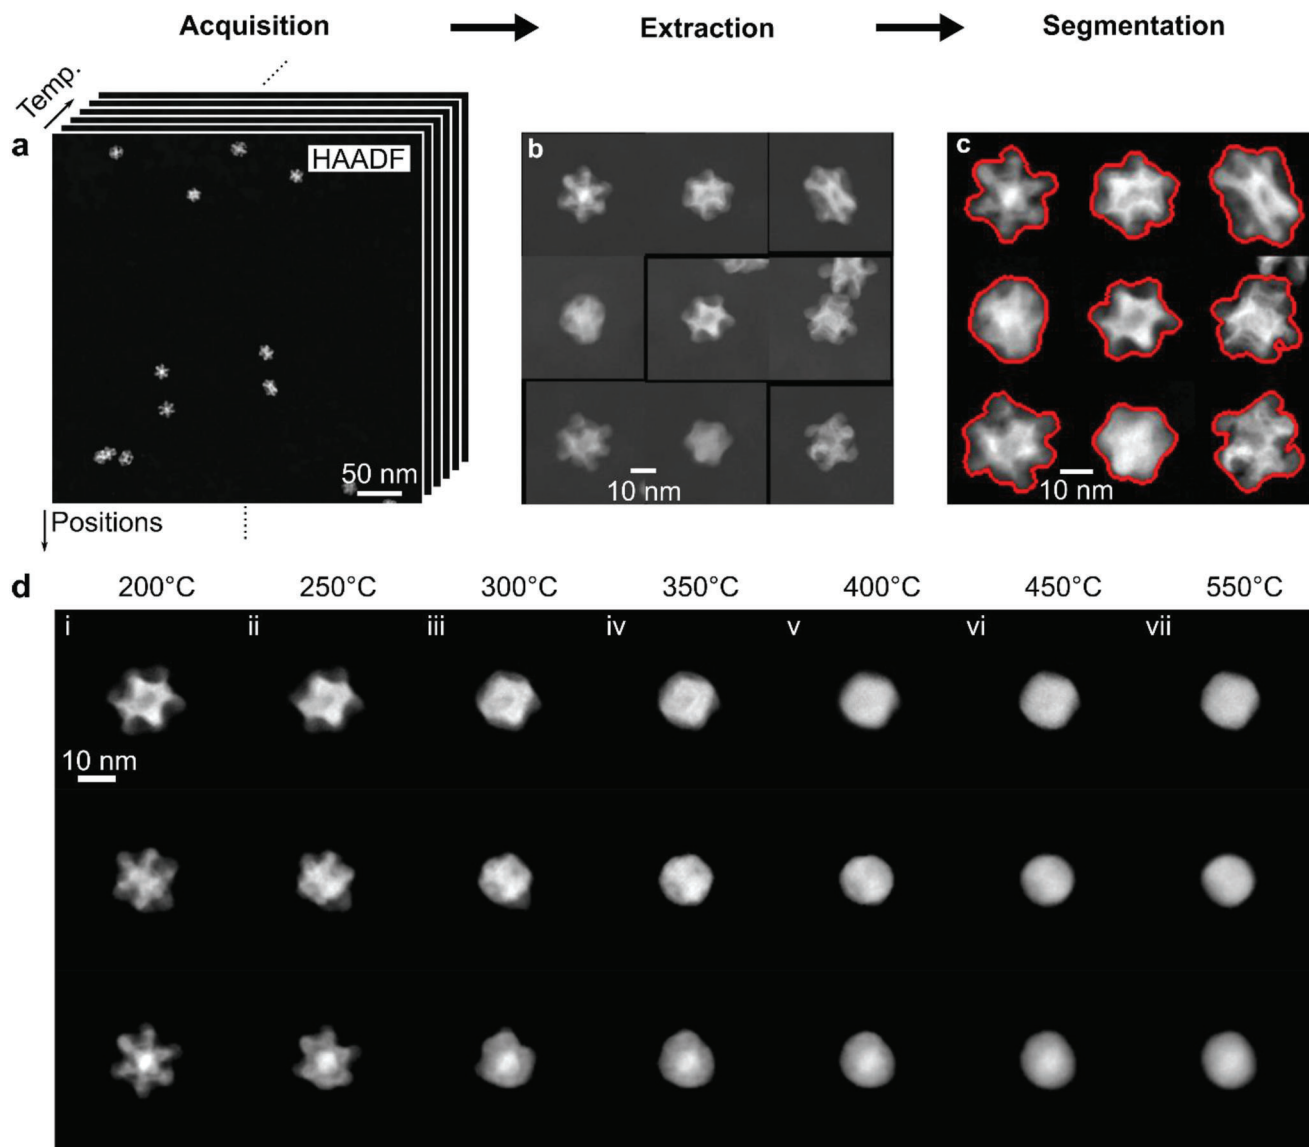 Acquisition Extraction Segmentation
Temp.
a HAADF b c
50 nm 10 nm 10 nm
Positions
d 200°C 250°C 300°C 350°C 400°C 450°C 550°C
i ii iii iv v vi vii
10 nm